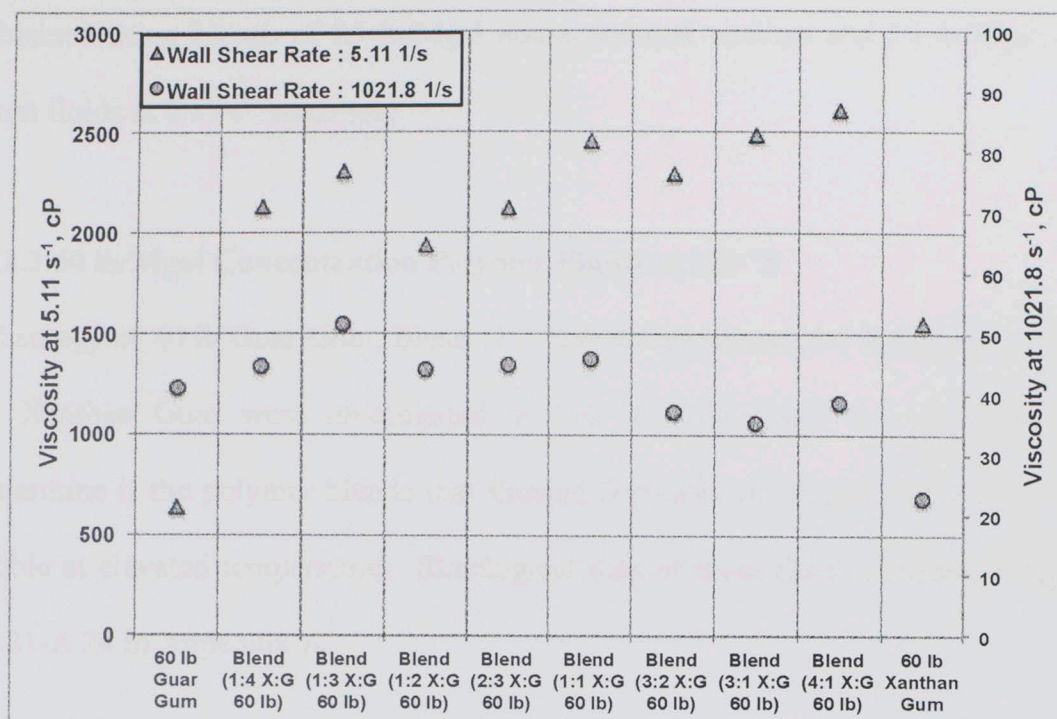 3000
2500
2000
1500
1000
500
0
Viscosity at 5.11 s⁻¹, cP
Wall Shear Rate : 5.11 1/s
Wall Shear Rate : 1021.8 1/s
100
90
80
70
60
50
40
30
20
10
0
Viscosity at 1021.8 s⁻¹, cP
60 lb
Guar
Gum
Blend
(1:4 X:G
60 lb)
Blend
(1:3 X:G
60 lb)
Blend
(1:2 X:G
60 lb)
Blend
(2:3 X:G
60 lb)
Blend
(1:1 X:G
60 lb)
Blend
(3:2 X:G
60 lb)
Blend
(3:1 X:G
60 lb)
Blend
(4:1 X:G
60 lb)
60 lb
Xanthan
Gum